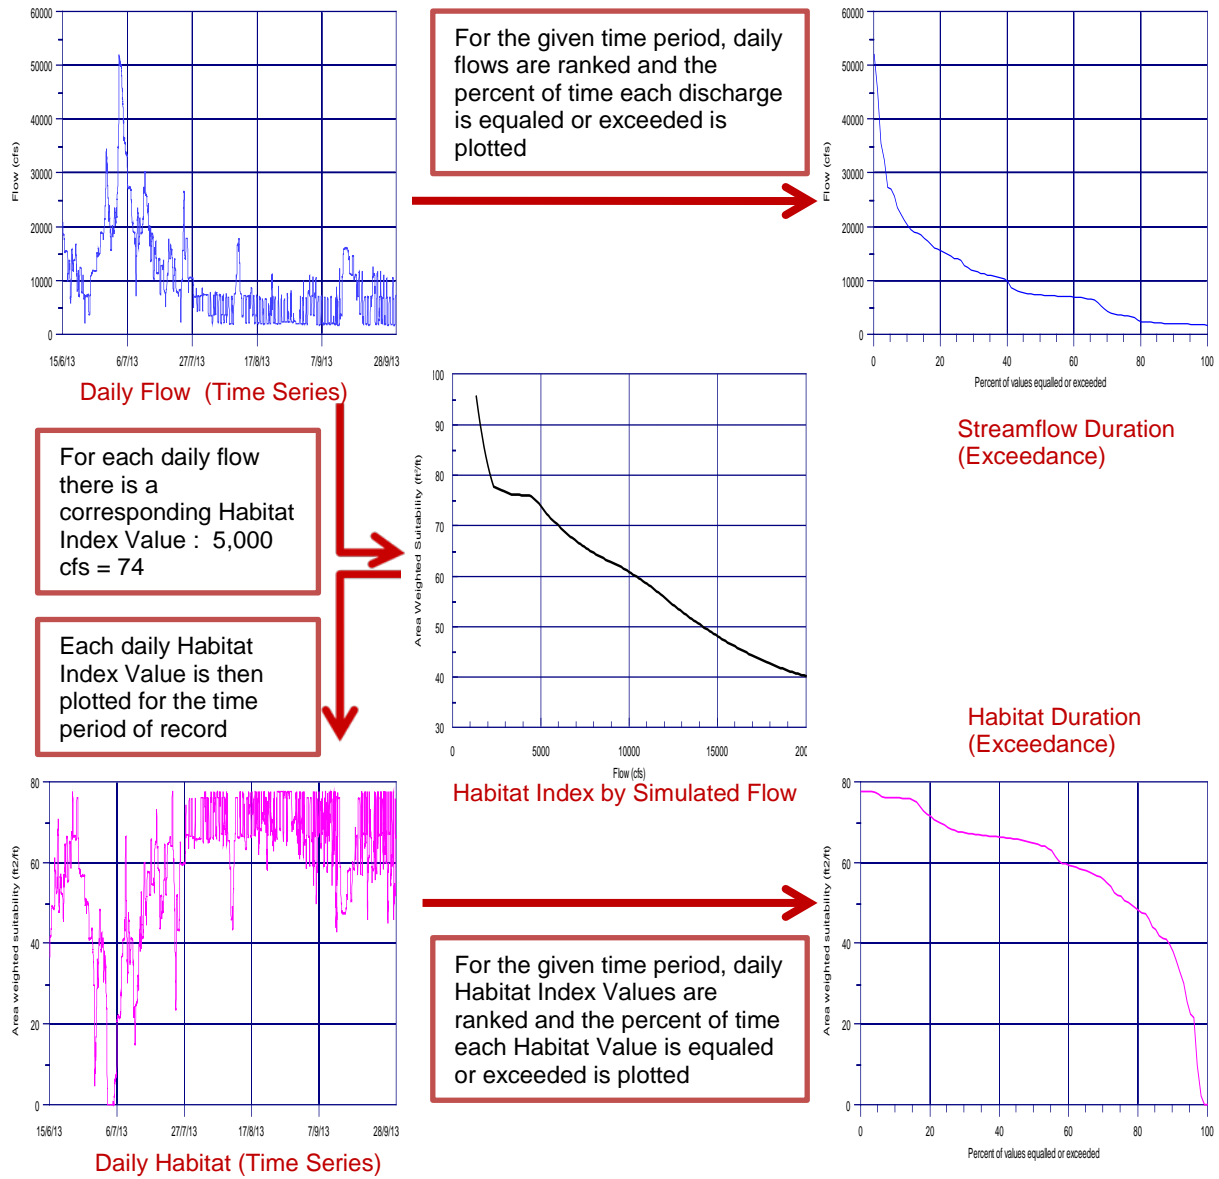 60000
50000
40000
30000
20000
10000
0
Flow (cfs)
15/6/13 6/7/13 27/7/13 17/8/13 7/9/13 28/9/13
Daily Flow (Time Series)
For the given time period, daily
flows are ranked and the
percent of time each discharge
is equaled or exceeded is
plotted
60000
50000
40000
30000
20000
10000
0
Flow (cfs)
0 20 40 60 80 100
Percent of values equalled or exceeded
Streamflow Duration
(Exceedance)
For each daily flow
there is a
corresponding Habitat
Index Value : 5,000
cfs = 74
Each daily Habitat
Index Value is then
plotted for the time
period of record
100
90
80
70
60
50
40
30
Area Weighted Suitability (ft²/ft)
0 5000 10000 15000 200
Flow (cfs)
Habitat Index by Simulated Flow
Habitat Duration
(Exceedance)
80
60
40
20
0
Area weighted suitability (ft2/ft)
15/6/13 6/7/13 27/7/13 17/8/13 7/9/13 28/9/13
Daily Habitat (Time Series)
For the given time period, daily
Habitat Index Values are
ranked and the percent of time
each Habitat Value is equaled
or exceeded is plotted
80
60
40
20
0
Area weighted suitability (ft2/ft)
0 20 40 60 80 100
Percent of values equalled or exceeded